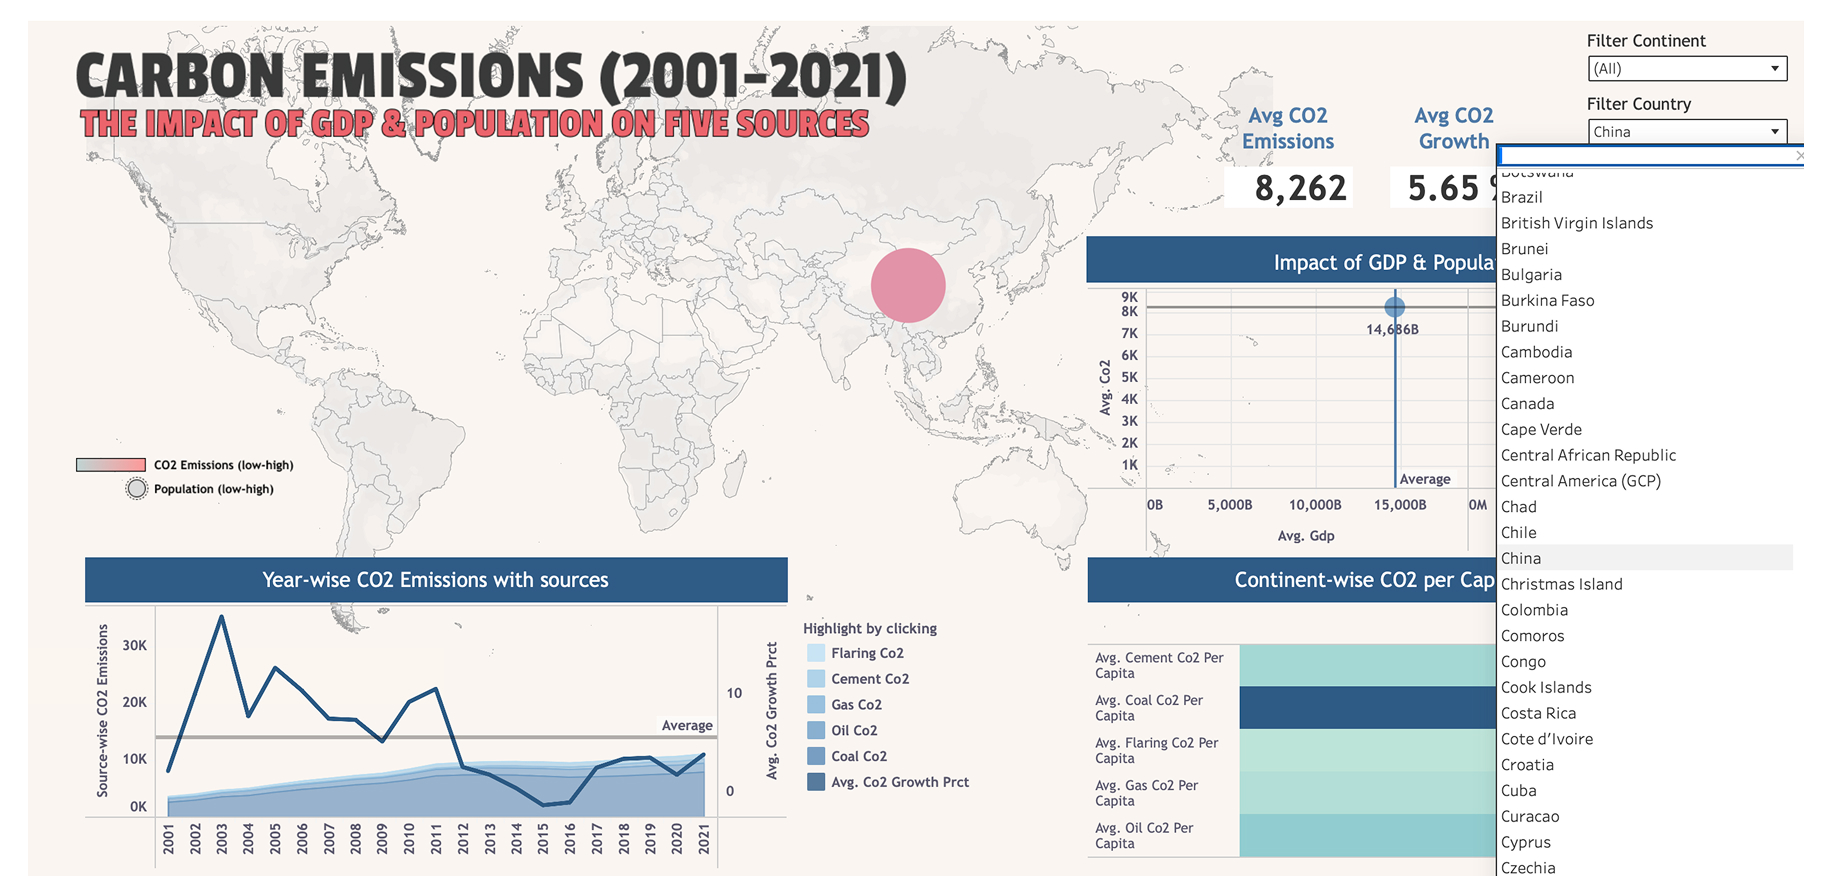 CARBON EMISSIONS (2001-2021)
THE IMPACT OF GDP & POPULATION ON FIVE SOURCES
Filter Continent
(All)
Filter Country
China
Avg CO2
Emissions
8,262
Avg CO2
Growth
5.65
Botswana
Brazil
British Virgin Islands
Brunei
Bulgaria
Burkina Faso
Burundi
Cambodia
Cameroon
Canada
Cape Verde
Central African Republic
Central America (GCP)
Chad
Chile
China
Christmas Island
Colombia
Comoros
Congo
Cook Islands
Costa Rica
Cote d'Ivoire
Croatia
Cuba
Curacao
Cyprus
Czechia
Impact of GDP & Popula
9K
8K
7K
6K
5K
4K
3K
2K
1K
Avg. Co2
14,686B
Average
0B
5,000B
10,000B
15,000B
0M
Avg. Gdp
CO2 Emissions (low-high)
Population (low-high)
Year-wise CO2 Emissions with sources
Source-wise CO2 Emissions
30K
20K
10K
0K
Average
10
0
Avg. Co2 Growth Prct
2001
2002
2003
2004
2005
2006
2007
2008
2009
2010
2011
2012
2013
2014
2015
2016
2017
2018
2019
2020
2021
Highlight by clicking
Flaring Co2
Cement Co2
Gas Co2
Oil Co2
Coal Co2
Avg. Co2 Growth Prct
Continent-wise CO2 per Cap
Avg. Cement Co2 Per
Capita
Avg. Coal Co2 Per
Capita
Avg. Flaring Co2 Per
Capita
Avg. Gas Co2 Per
Capita
Avg. Oil Co2 Per
Capita